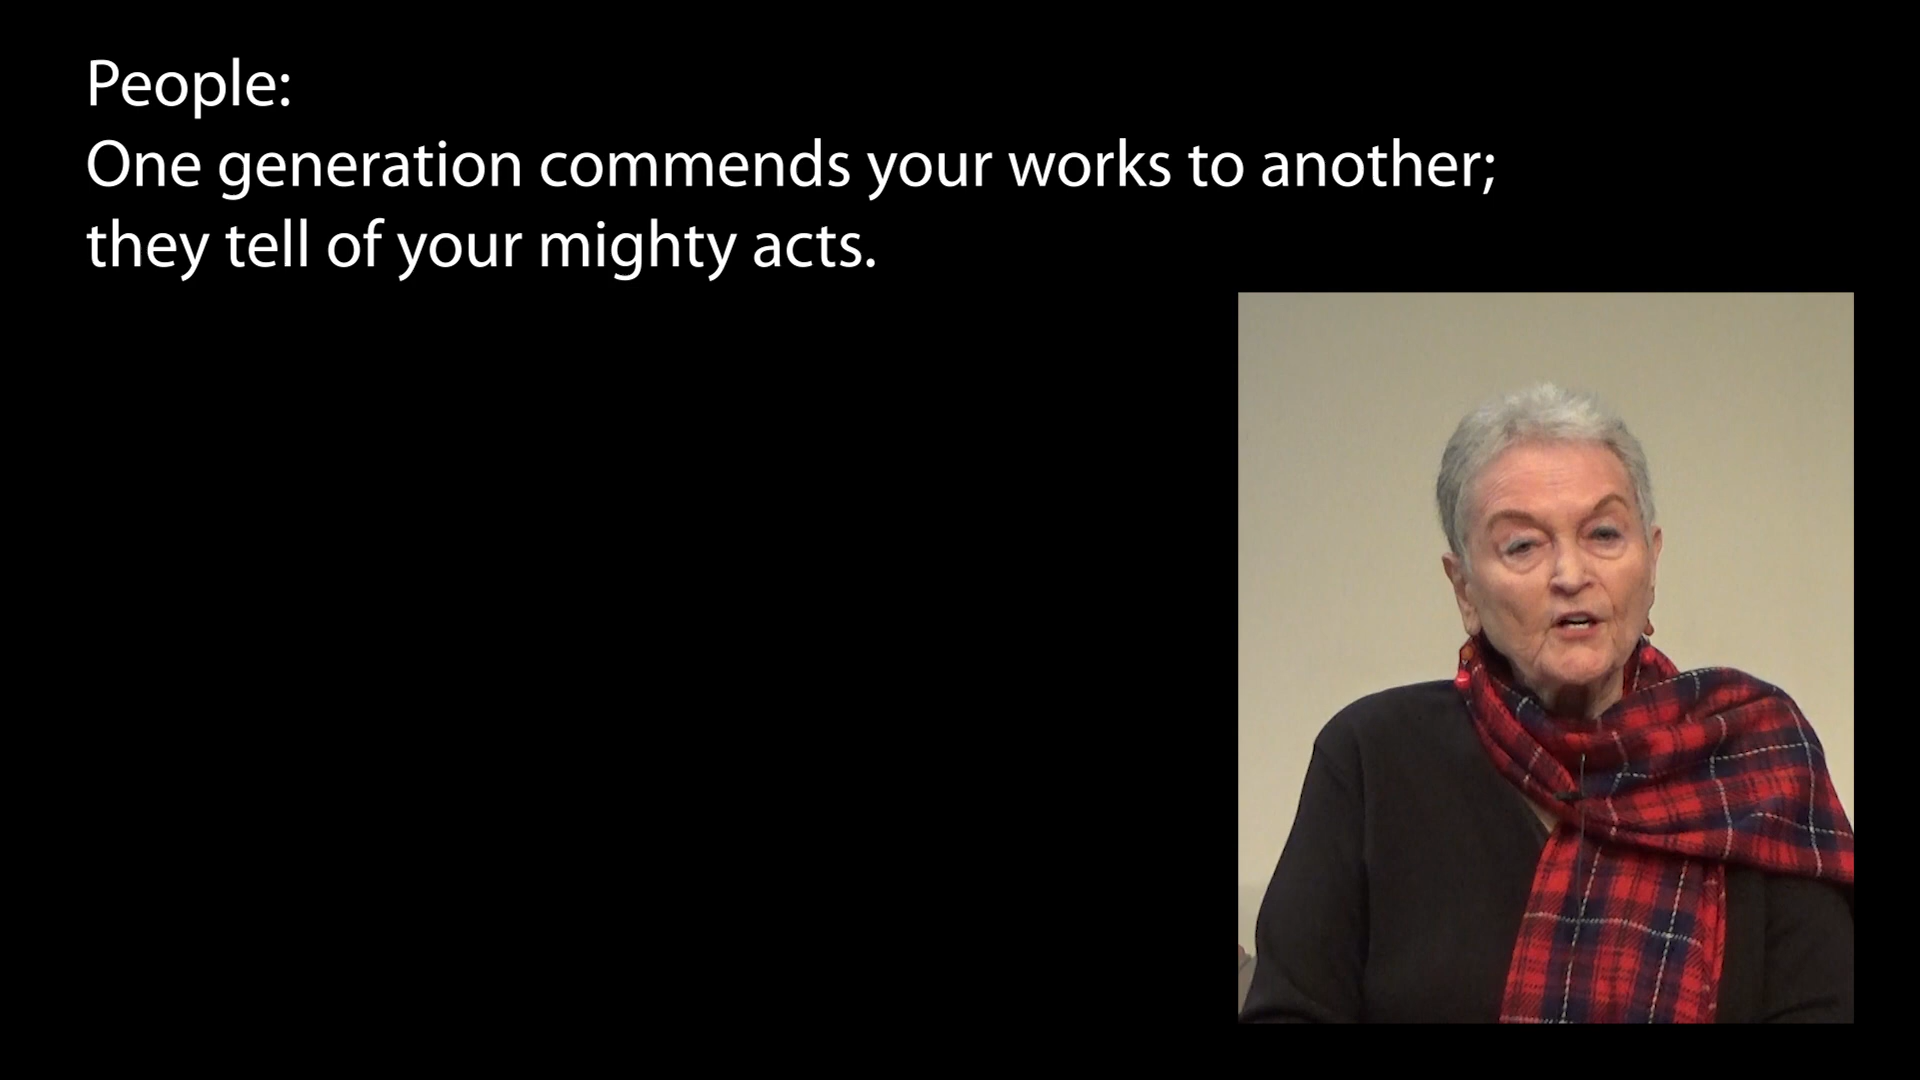 People:
One generation commends your works to another;
they tell of your mighty acts.